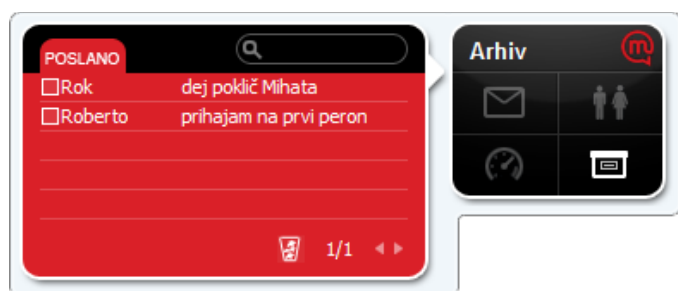 POSLANO
Rok dej poklič Mihata
Roberto prihajam na prvi peron
1/1
Arhiv
m